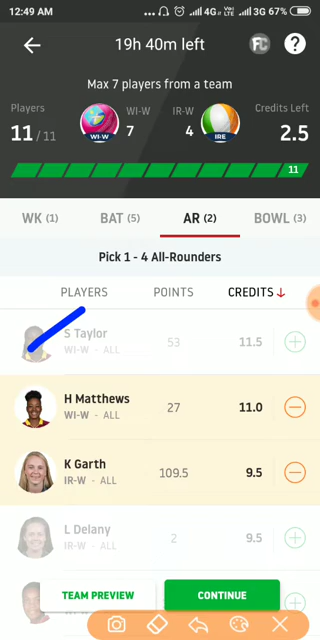 12:49 AM ... 4G VoLTE 3G 67%
19h 40m left
FC ?
Max 7 players from a team
Players WI-W IR-W Credits Left
11/11 WI-W 7 4 IRE 2.5
11
WK (1) BAT (5) AR (2) BOWL (3)
Pick 1 - 4 All-Rounders
PLAYERS POINTS CREDITS ↓
S Taylor
WI-W - ALL 53 11.5
H Matthews
WI-W - ALL 27 11.0
K Garth
IR-W - ALL 109.5 9.5
L Delany
IR-W - ALL 2 9.5
TEAM PREVIEW CONTINUE